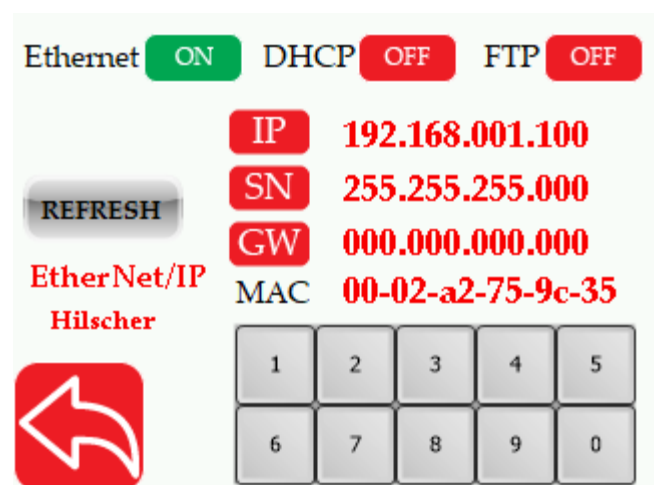 Ethernet ON DHCP OFF FTP OFF
IP 192.168.001.100
SN 255.255.255.000
REFRESH
GW 000.000.000.000
EtherNet/IP
MAC 00-02-a2-75-9c-35
Hilscher
1 2 3 4 5
6 7 8 9 0